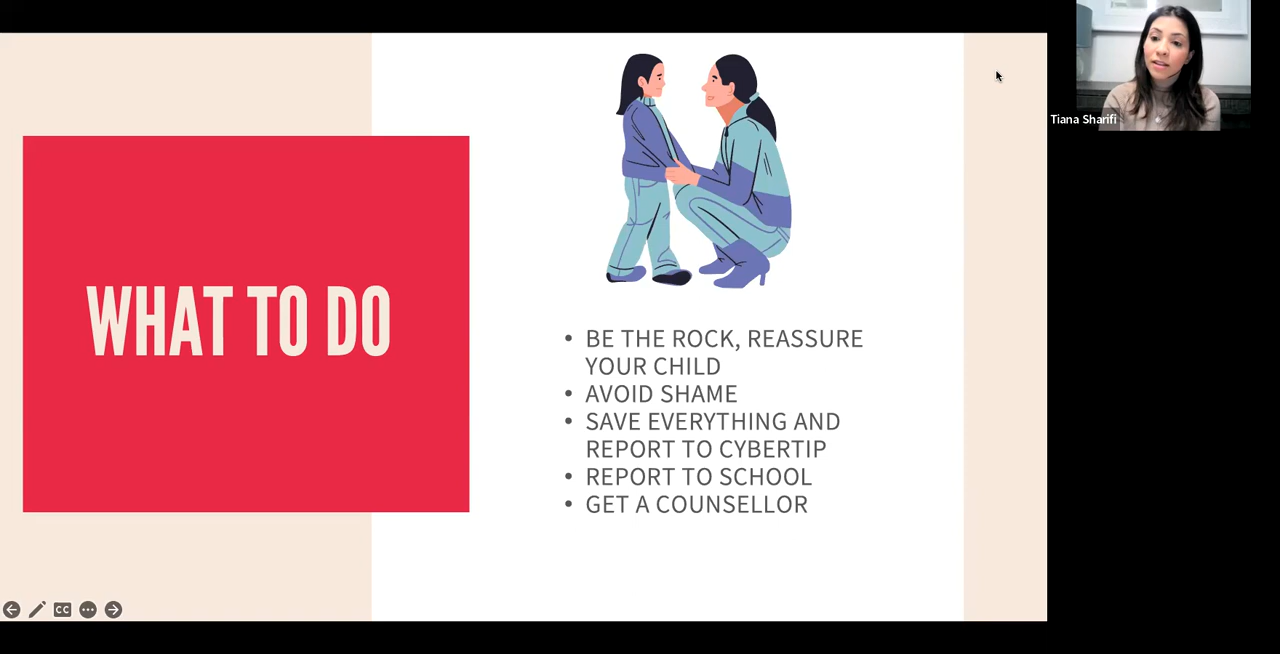 Tiana Sharifi
WHAT TO DO
• BE THE ROCK, REASSURE
YOUR CHILD
• AVOID SHAME
• SAVE EVERYTHING AND
REPORT TO CYBERTIP
• REPORT TO SCHOOL
• GET A COUNSELLOR
CC